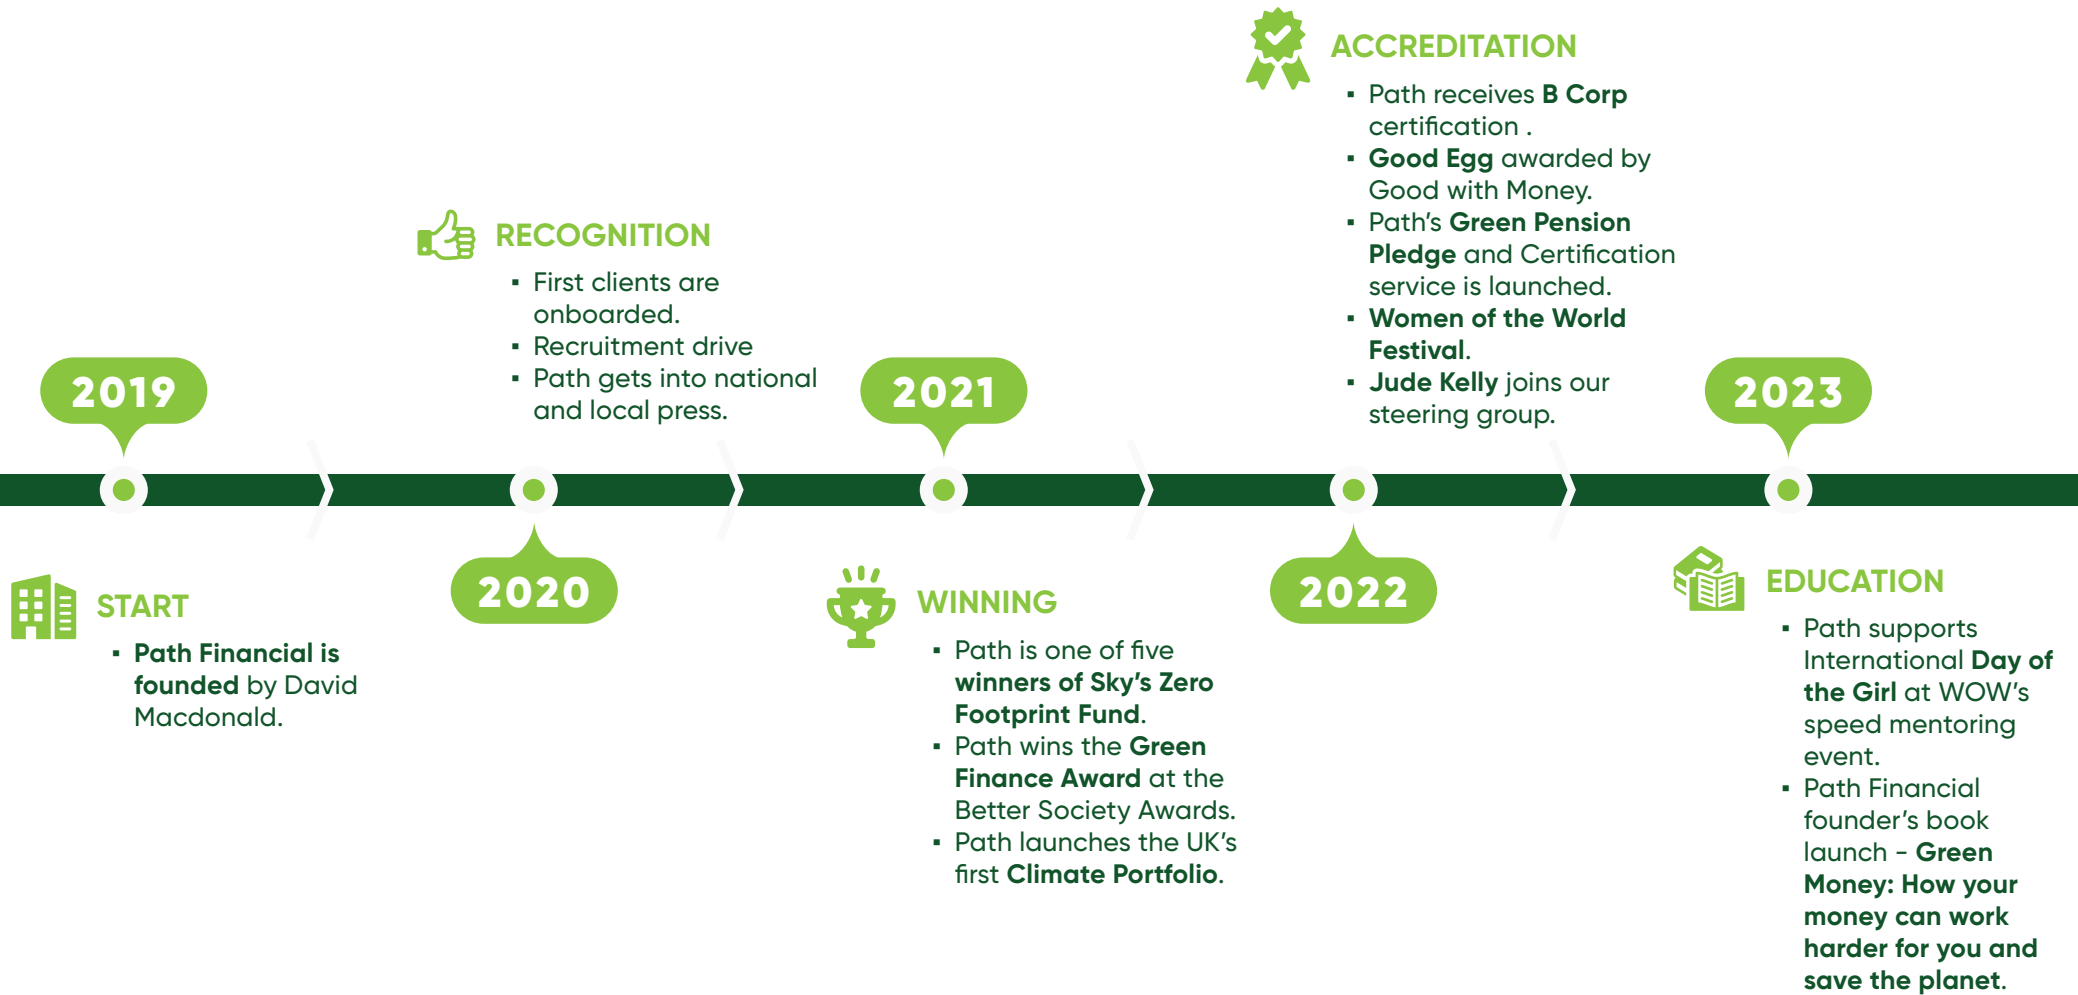 2019
START
▪ Path Financial is
founded by David
Macdonald.
RECOGNITION
▪ First clients are
onboarded.
▪ Recruitment drive
▪ Path gets into national
and local press.
2020
2021
WINNING
▪ Path is one of five
winners of Sky's Zero
Footprint Fund.
▪ Path wins the Green
Finance Award at the
Better Society Awards.
▪ Path launches the UK's
first Climate Portfolio.
ACCREDITATION
▪ Path receives B Corp
certification .
▪ Good Egg awarded by
Good with Money.
▪ Path's Green Pension
Pledge and Certification
service is launched.
▪ Women of the World
Festival.
▪ Jude Kelly joins our
steering group.
2022
2023
EDUCATION
▪ Path supports
International Day of
the Girl at WOW's
speed mentoring
event.
▪ Path Financial
founder's book
launch - Green
Money: How your
money can work
harder for you and
save the planet.